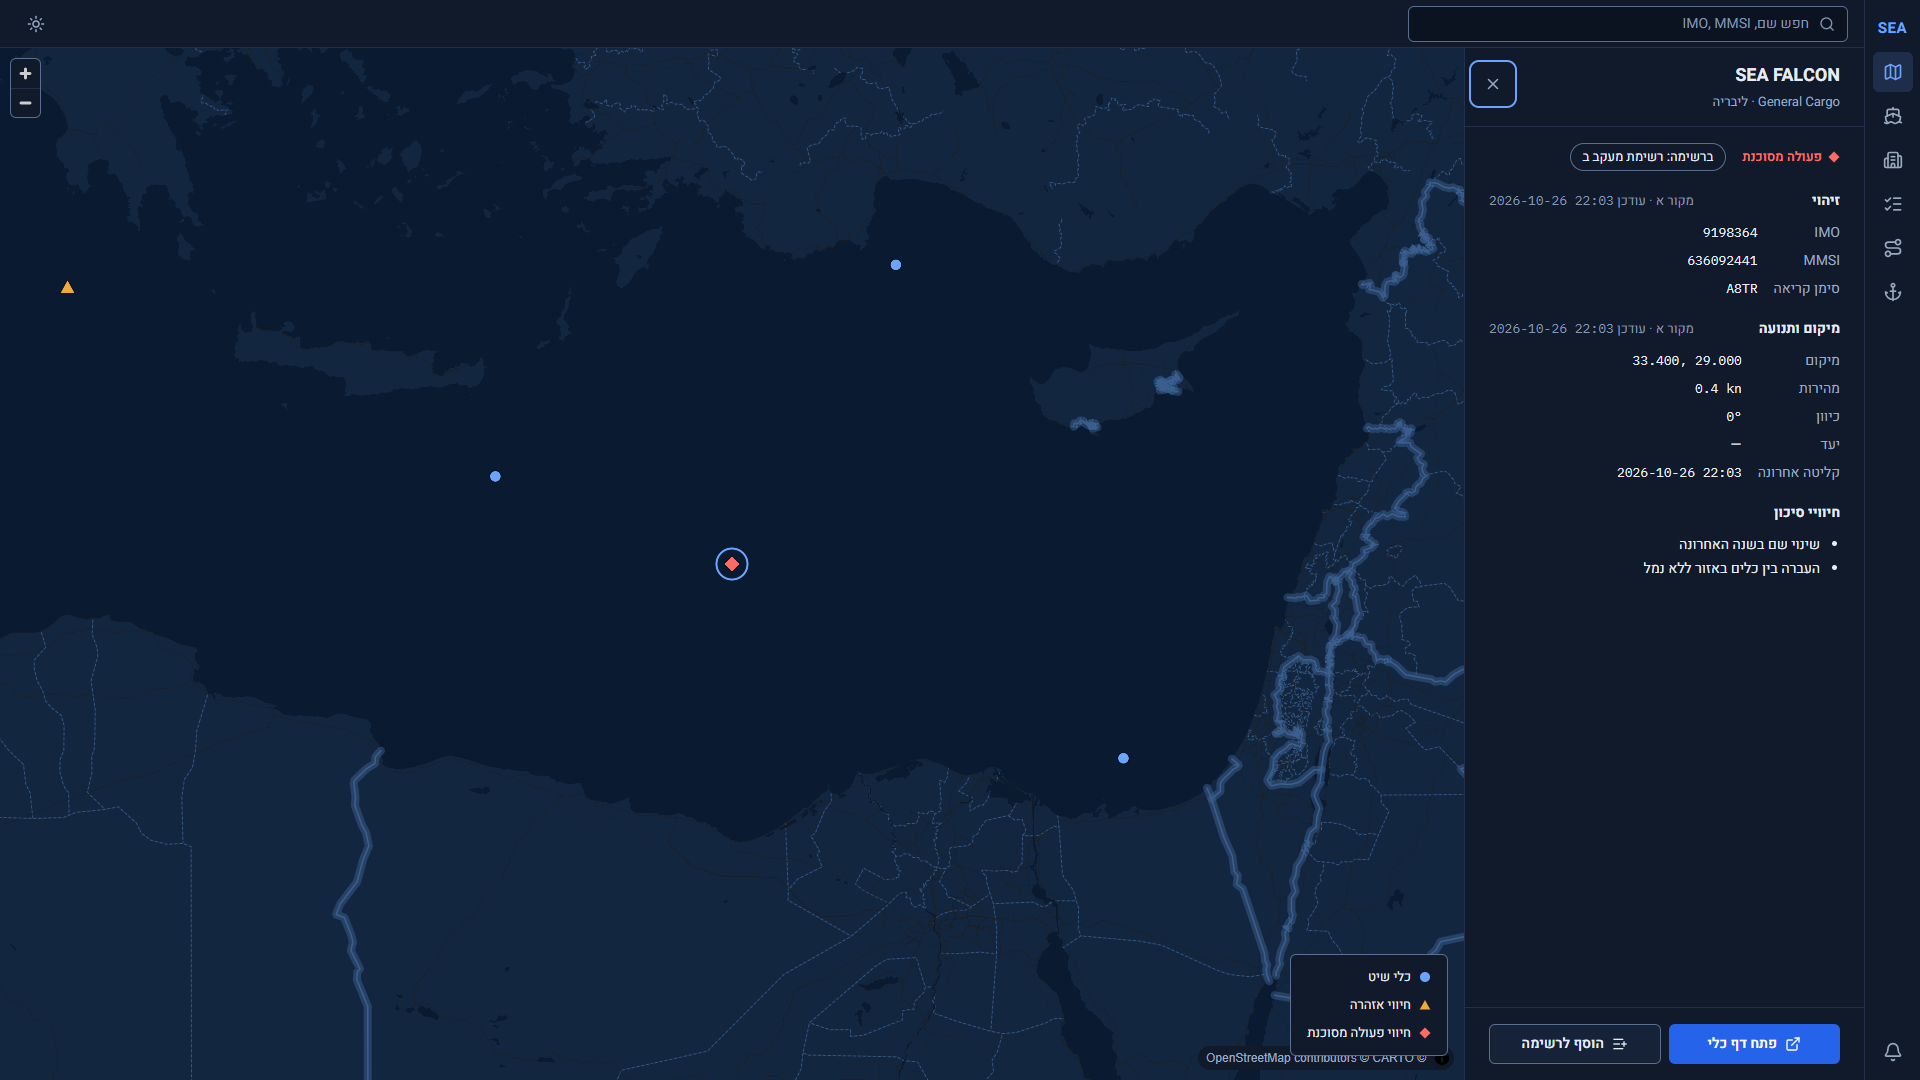 SEA
חפש שם, IMO, MMSI
SEA FALCON
General Cargo · ליבריה
פעולה מסוכנת
ברשימה: רשימת מעקב ב
זיהוי
מקור א · עודכן 2026-10-26 22:03
IMO 9198364
MMSI 636092441
סימן קריאה A8TR
מיקום ותנועה
מקור א · עודכן 2026-10-26 22:03
מיקום 33.400, 29.000
מהירות 0.4 kn
כיוון 0°
יעד —
קליטה אחרונה 2026-10-26 22:03
חיוויי סיכון
• שינוי שם בשנה האחרונה
• העברה בין כלים באזור ללא נמל
פתח דף כלי
הוסף לרשימה
+
−
כלי שיט
חיווי אזהרה
חיווי פעולה מסוכנת
OpenStreetMap contributors © CARTO ©